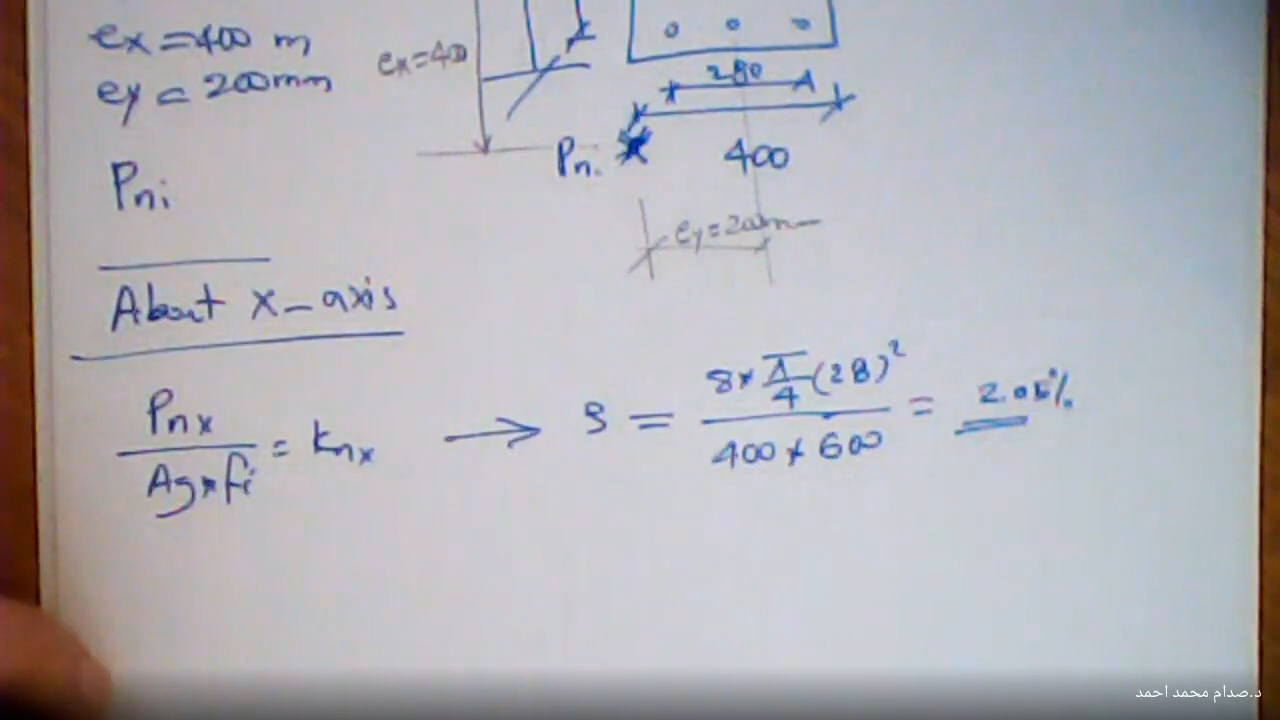 ex = 400 m
ey = 200mm
ex = 400
280
400
Pn.
ey = 200m
Pni
About x-axis
Pnx / Ag*fc = Knx → ρ = 8*π/4(28)² / 400*600 = 2.05%
د.صدام محمد احمد